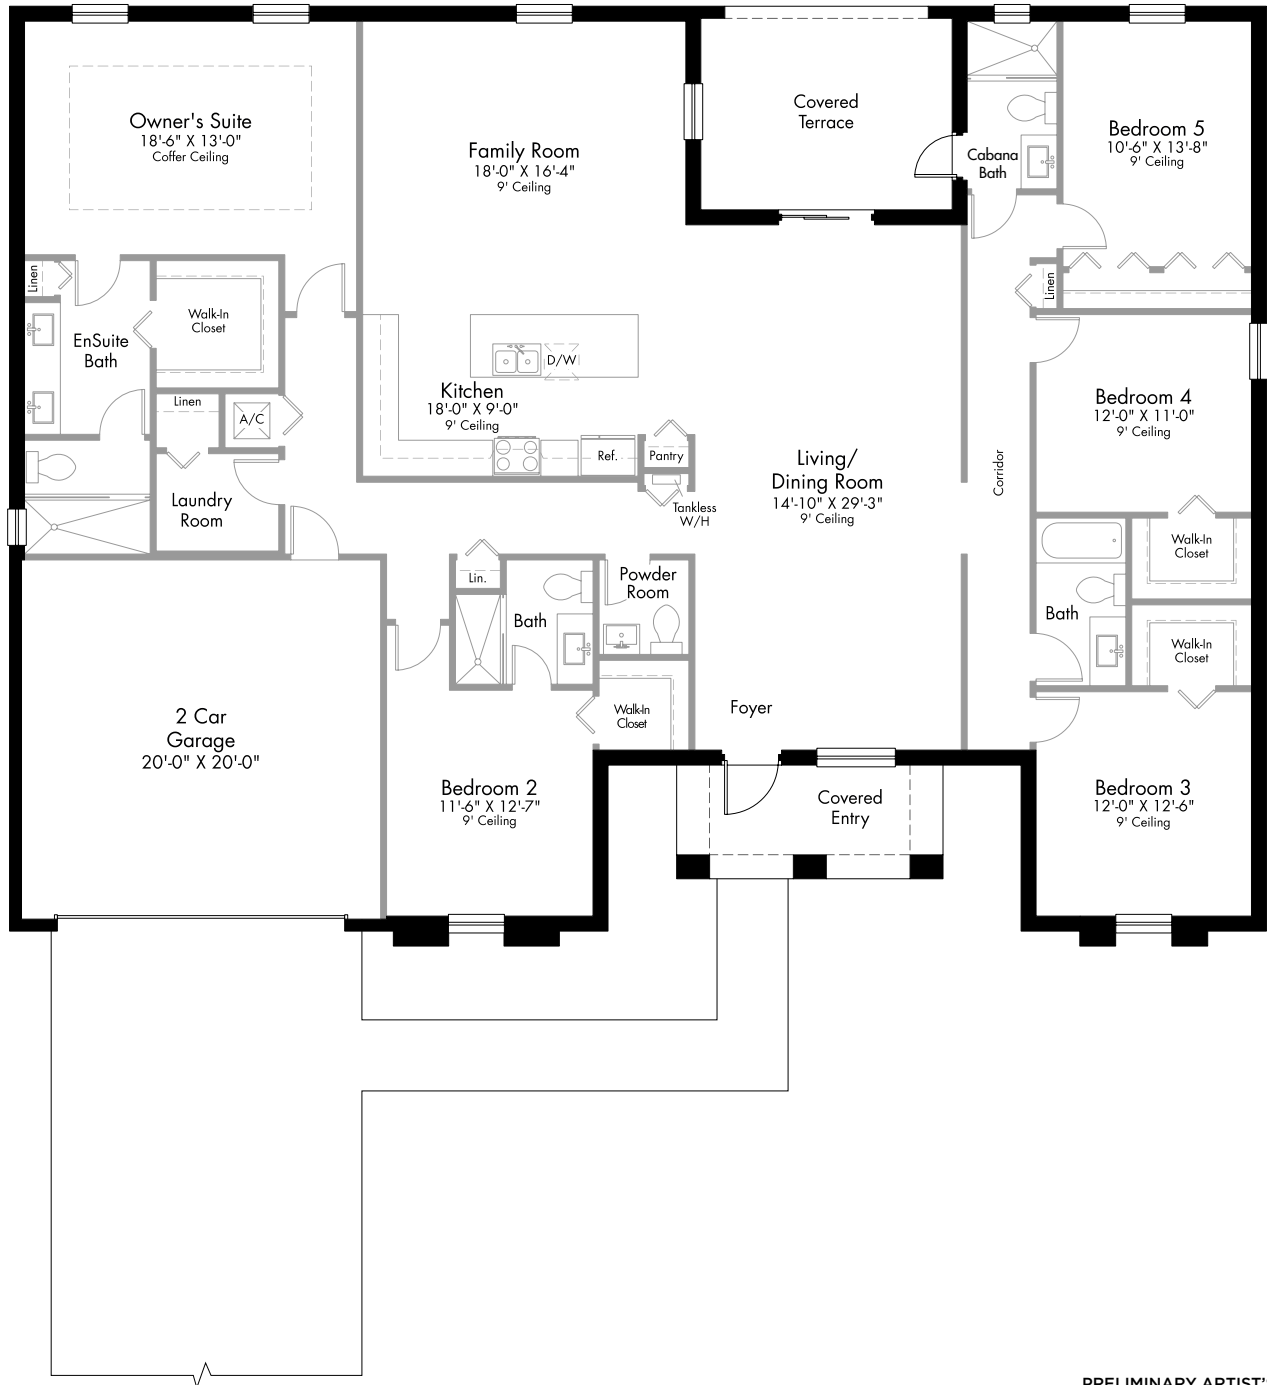 Owner's Suite
18'-6" X 13'-0"
Coffer Ceiling
Family Room
18'-0" X 16'-4"
9' Ceiling
Covered
Terrace
Cabana
Bath
Bedroom 5
10'-6" X 13'-8"
9' Ceiling
Linen
Walk-In
Closet
EnSuite
Bath
Linen
D/W
Kitchen
18'-0" X 9'-0"
9' Ceiling
Bedroom 4
12'-0" X 11'-0"
9' Ceiling
Linen
A/C
Ref.
Pantry
Living/
Dining Room
14'-10" X 29'-3"
9' Ceiling
Corridor
Laundry
Room
Tankless
W/H
Walk-In
Closet
Lin.
Powder
Room
Bath
Bath
Walk-In
Closet
2 Car
Garage
20'-0" X 20'-0"
Walk-In
Closet
Foyer
Bedroom 2
11'-6" X 12'-7"
9' Ceiling
Covered
Entry
Bedroom 3
12'-0" X 12'-6"
9' Ceiling
PRELIMINARY ARTIST'